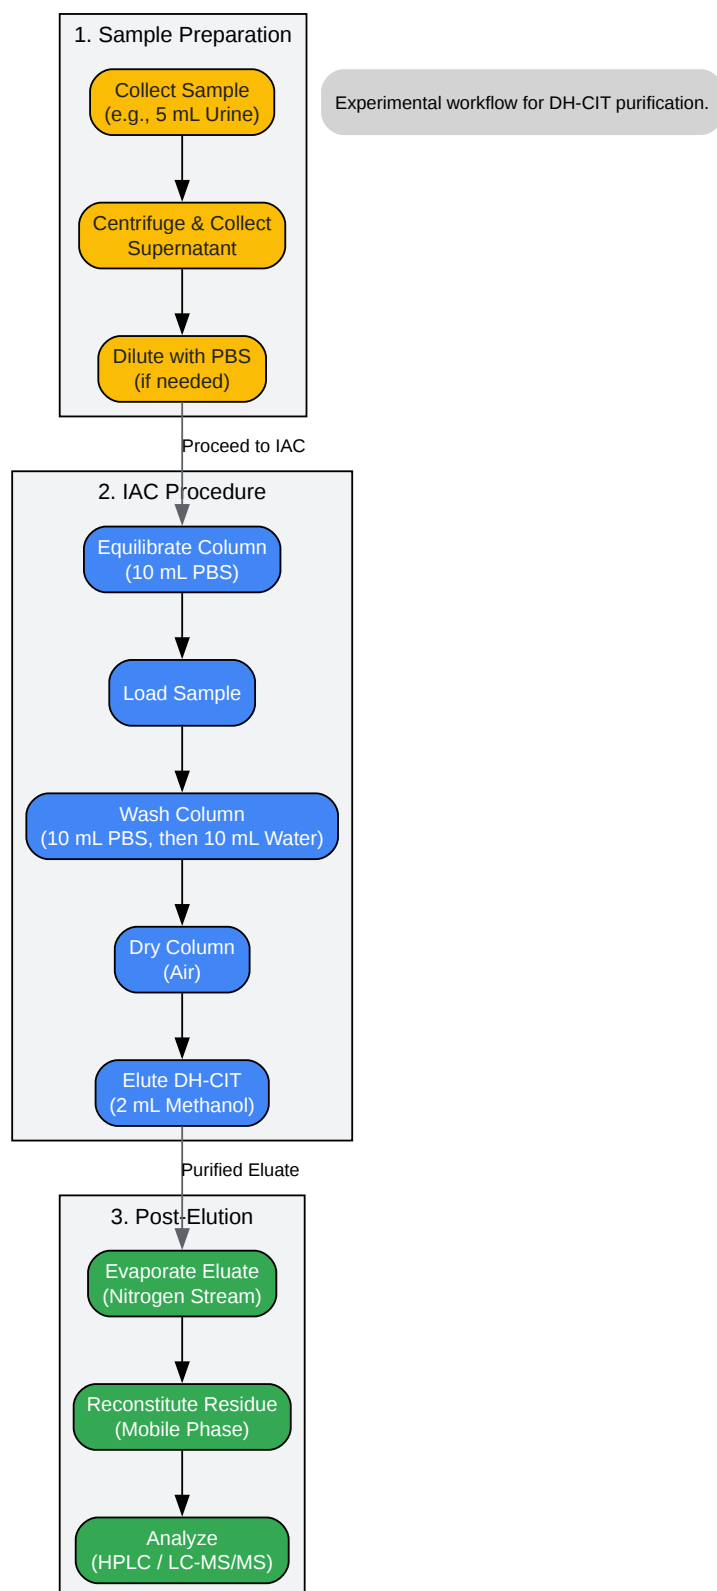 1. Sample Preparation
Collect Sample
(e.g., 5 mL Urine)
Experimental workflow for DH-CIT purification.
Centrifuge & Collect
Supernatant
Dilute with PBS
(if needed)
Proceed to IAC
2. IAC Procedure
Equilibrate Column
(10 mL PBS)
Load Sample
Wash Column
(10 mL PBS, then 10 mL Water)
Dry Column
(Air)
Elute DH-CIT
(2 mL Methanol)
Purified Eluate
3. Post-Elution
Evaporate Eluate
(Nitrogen Stream)
Reconstitute Residue
(Mobile Phase)
Analyze
(HPLC / LC-MS/MS)